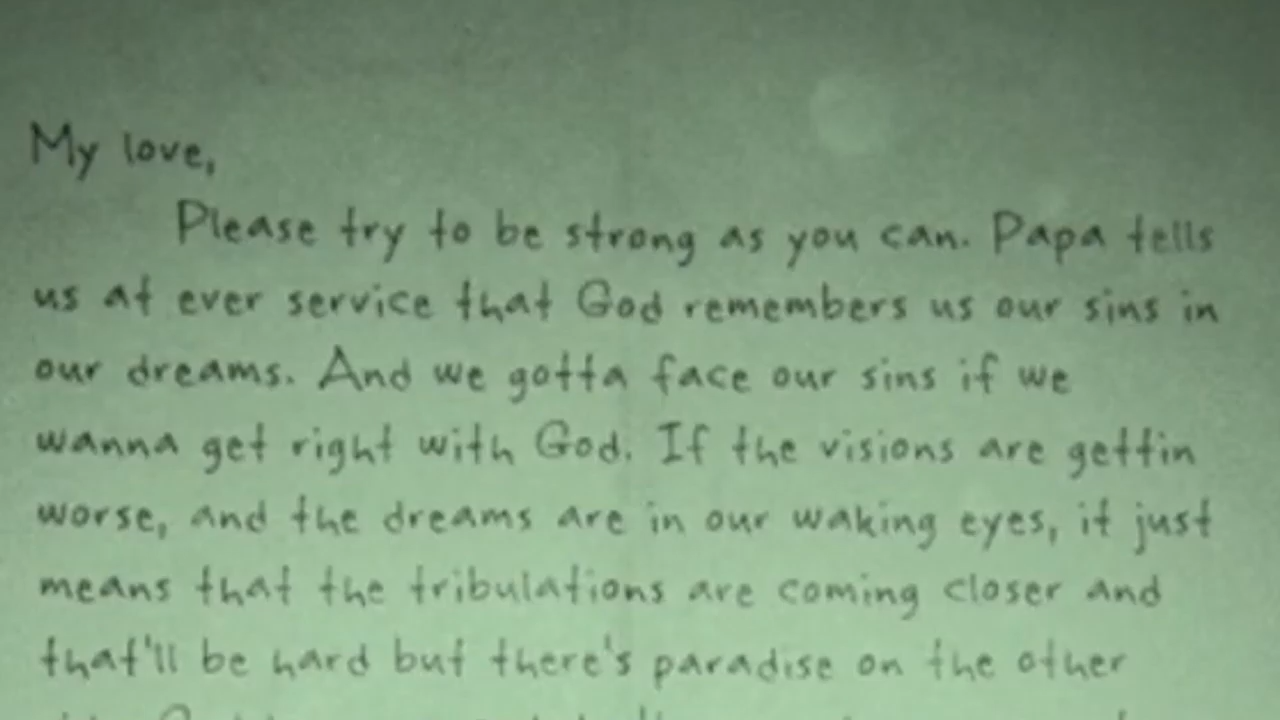 My love,
Please try to be strong as you can. Papa tells
us at ever service that God remembers us our sins in
our dreams. And we gotta face our sins if we
wanna get right with God. If the visions are gettin
worse, and the dreams are in our waking eyes, it just
means that the tribulations are coming closer and
that'll be hard but there's paradise on the other